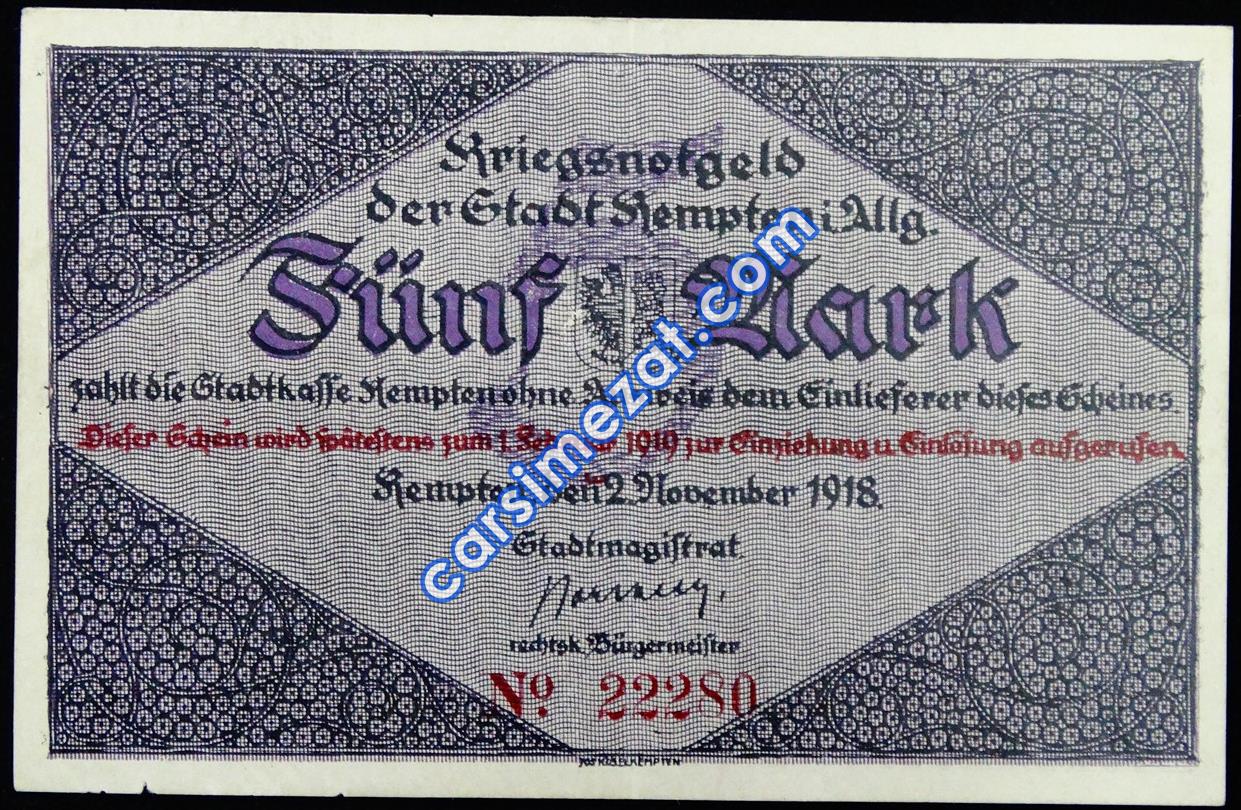 Kriegsnotgeld
der Stadt Kempten i Allg.
Fünf Mark
zahlt die Stadtkasse Kempten ohne dem Einlieferer dieses Scheines.
Dieser Schein wird spätestens zum 1. 1919 zur Einziehung u. Einlösung aufgerufen.
Kempten den 2. November 1918.
Stadtmagistrat.
rechtsk. Bürgermeister
No. 22280
carsimezat.com